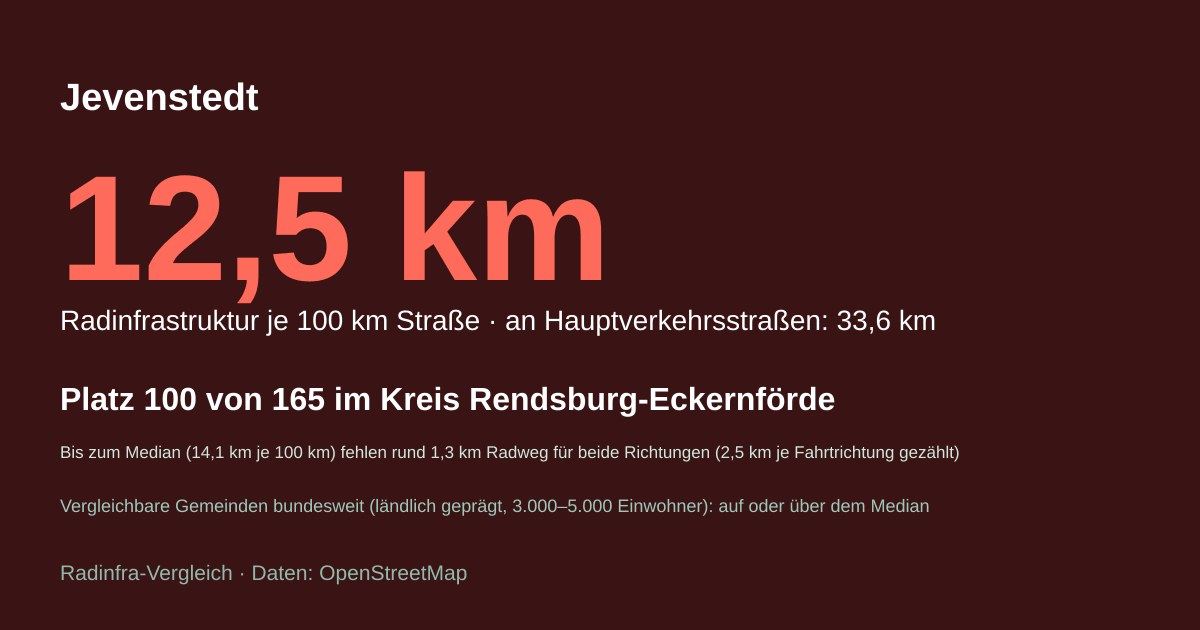 Jevenstedt
12,5 km
Radinfrastruktur je 100 km Straße · an Hauptverkehrsstraßen: 33,6 km
Platz 100 von 165 im Kreis Rendsburg-Eckernförde
Bis zum Median (14,1 km je 100 km) fehlen rund 1,3 km Radweg für beide Richtungen (2,5 km je Fahrtrichtung gezählt)
Vergleichbare Gemeinden bundesweit (ländlich geprägt, 3.000–5.000 Einwohner): auf oder über dem Median
Radinfra-Vergleich · Daten: OpenStreetMap